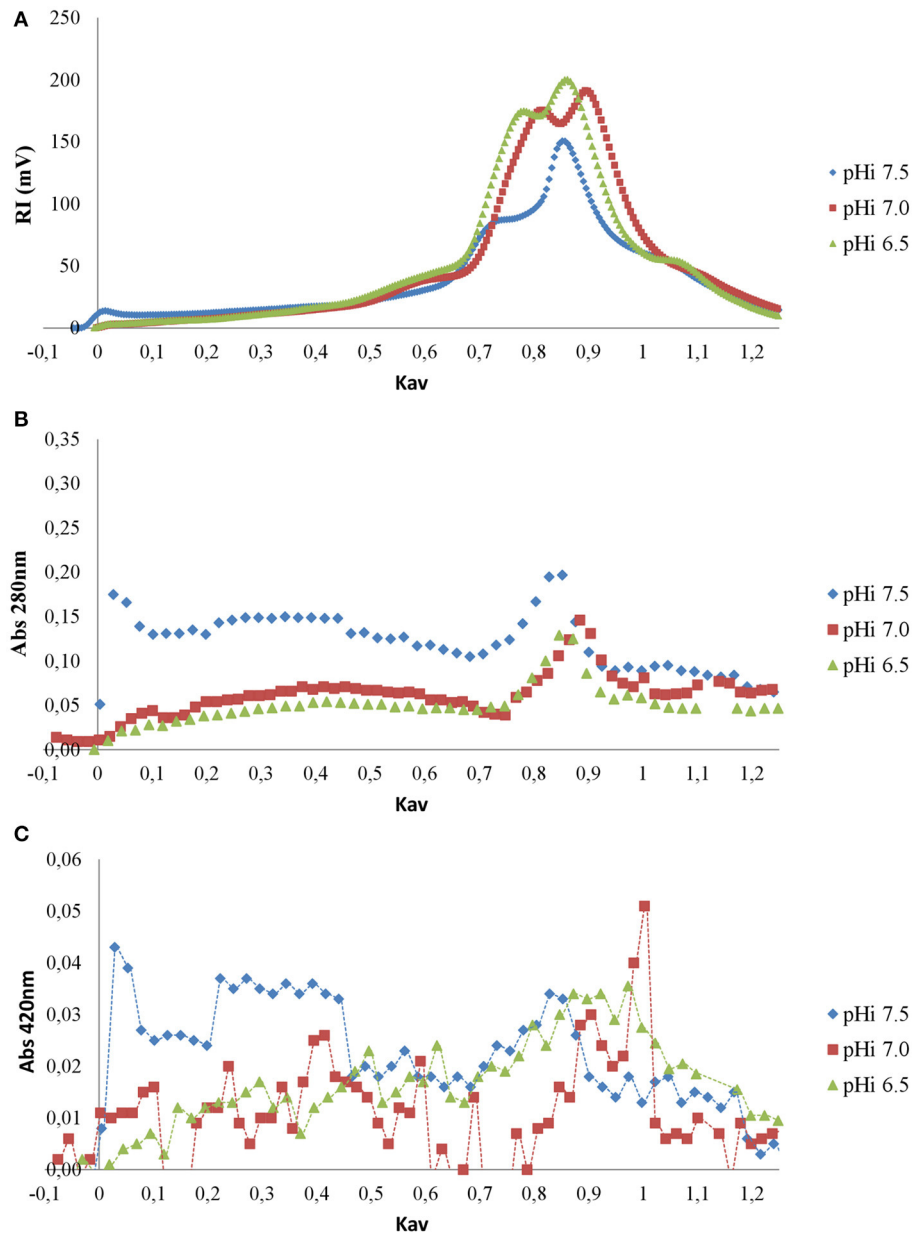 A
250
200
150
100
50
0
RI (mV)
-0,1 0 0,1 0,2 0,3 0,4 0,5 0,6 0,7 0,8 0,9 1 1,1 1,2
Kav
pHi 7.5
pHi 7.0
pHi 6.5
B
0,35
0,30
0,25
0,20
0,15
0,10
0,05
0,00
Abs 280nm
-0,1 0 0,1 0,2 0,3 0,4 0,5 0,6 0,7 0,8 0,9 1 1,1 1,2
Kav
pHi 7.5
pHi 7.0
pHi 6.5
C
0,06
0,05
0,04
0,03
0,02
0,01
0,00
Abs 420nm
-0,1 0 0,1 0,2 0,3 0,4 0,5 0,6 0,7 0,8 0,9 1 1,1 1,2
Kav
pHi 7.5
pHi 7.0
pHi 6.5